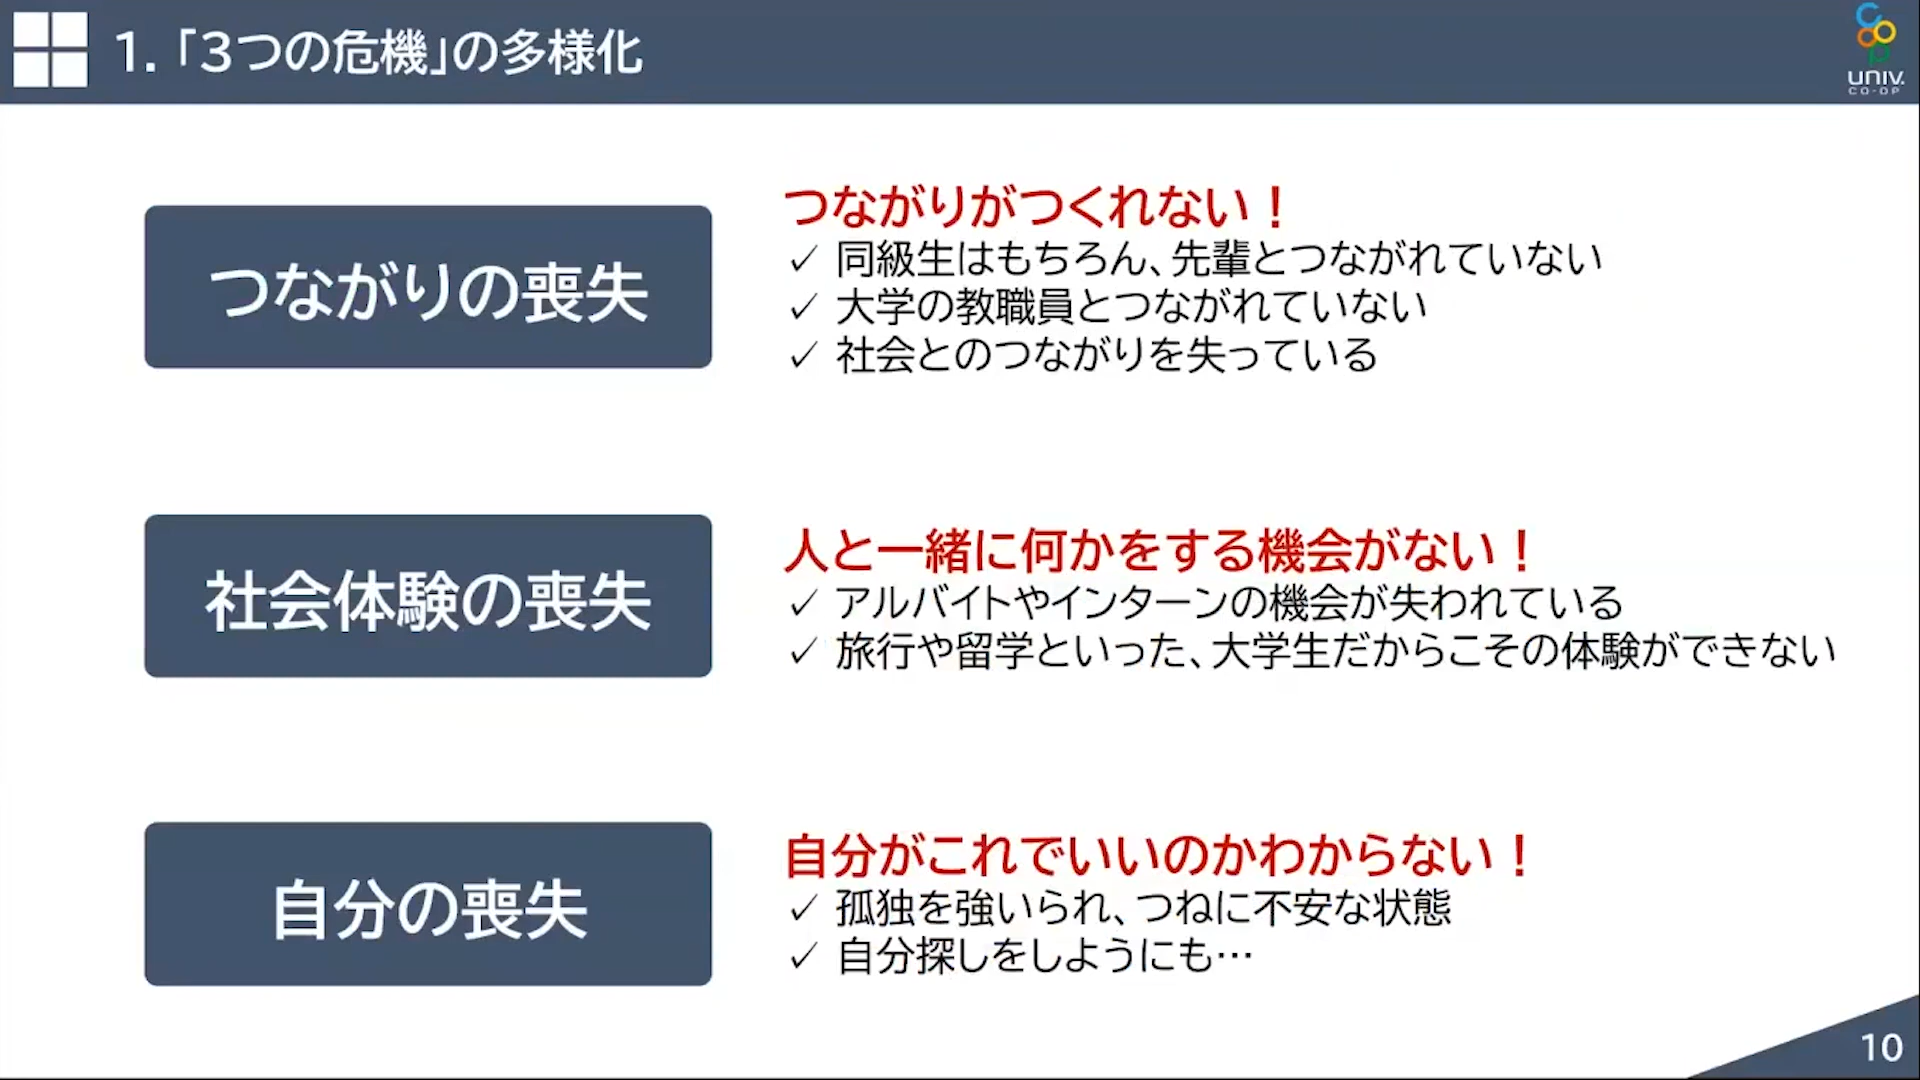 1. 「3つの危機」の多様化
COOP
UNIV.
CO-OP
つながりの喪失
つながりがつくれない！
✓ 同級生はもちろん、先輩とつながれていない
✓ 大学の教職員とつながれていない
✓ 社会とのつながりを失っている
社会体験の喪失
人と一緒に何かをする機会がない！
✓ アルバイトやインターンの機会が失われている
✓ 旅行や留学といった、大学生だからこその体験ができない
自分の喪失
自分がこれでいいのかわからない！
✓ 孤独を強いられ、つねに不安な状態
✓ 自分探しをしようにも…
10